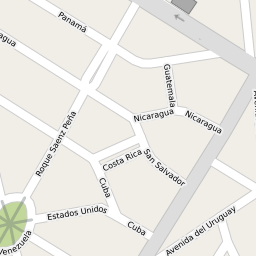 Panamá
Guatemala
Nicaragua
Nicaragua
Roque Saenz Peña
Costa Rica
San Salvador
Cuba
Estados Unidos
Cuba
Avenida del Uruguay
Venezuela